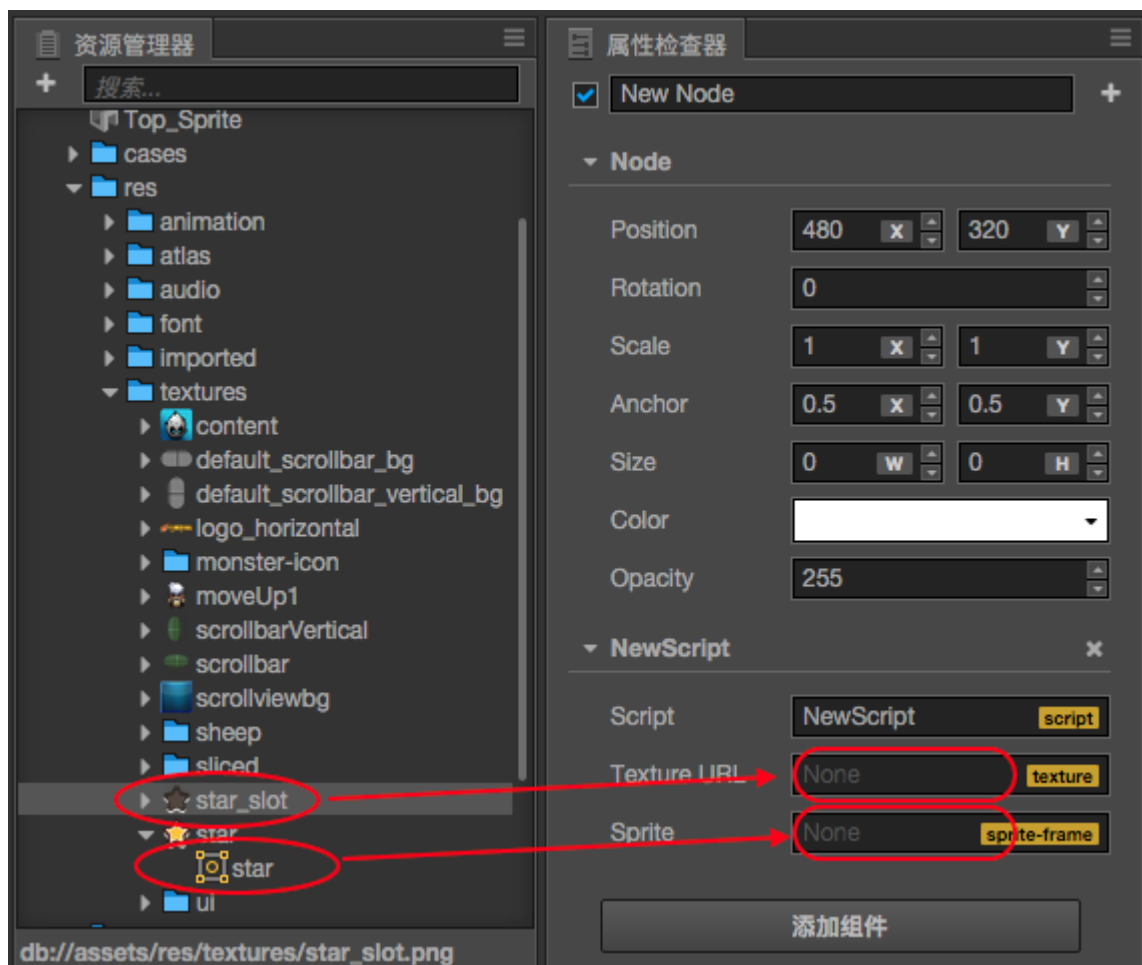 资源管理器
搜索...
Top_Sprite
cases
res
animation
atlas
audio
font
imported
textures
content
default_scrollbar_bg
default_scrollbar_vertical_bg
logo_horizontal
monster-icon
moveUp1
scrollbarVertical
scrollbar
scrollviewbg
sheep
sliced
star_slot
star
star
ui
db://assets/res/textures/star_slot.png
属性检查器
New Node
Node
Position 480 X 320 Y
Rotation 0
Scale 1 X 1 Y
Anchor 0.5 X 0.5 Y
Size 0 W 0 H
Color
Opacity 255
NewScript
Script NewScript script
Texture URL None texture
Sprite None sprite-frame
添加组件